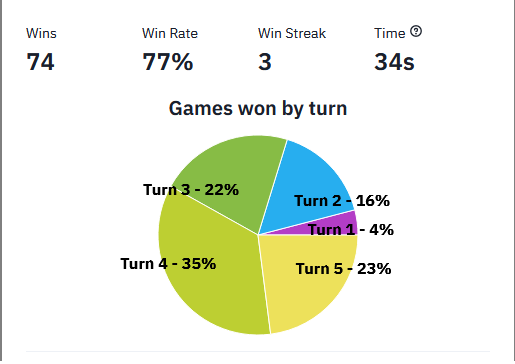 Wins Win Rate Win Streak Time
74 77% 3 34s
Games won by turn
Turn 3 - 22%
Turn 2 - 16%
Turn 1 - 4%
Turn 4 - 35%
Turn 5 - 23%